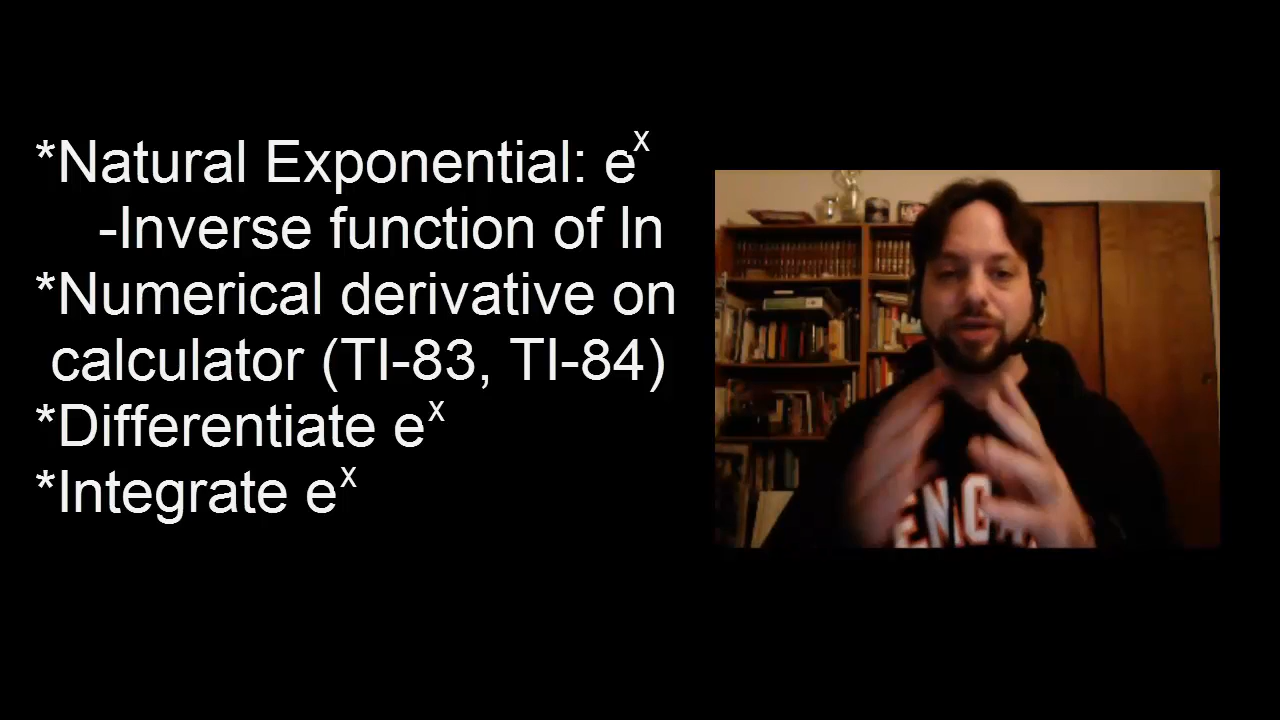 *Natural Exponential: e^x
-Inverse function of ln
*Numerical derivative on
calculator (TI-83, TI-84)
*Differentiate e^x
*Integrate e^x